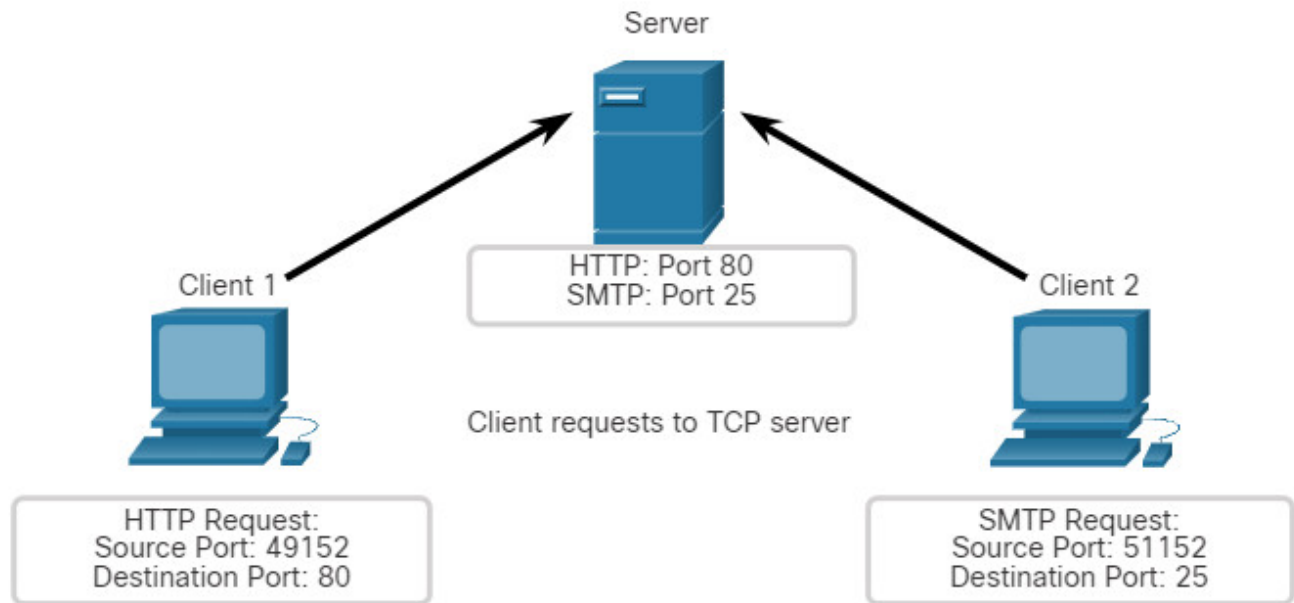 Server
HTTP: Port 80
SMTP: Port 25
Client 1
Client 2
Client requests to TCP server
HTTP Request:
Source Port: 49152
Destination Port: 80
SMTP Request:
Source Port: 51152
Destination Port: 25